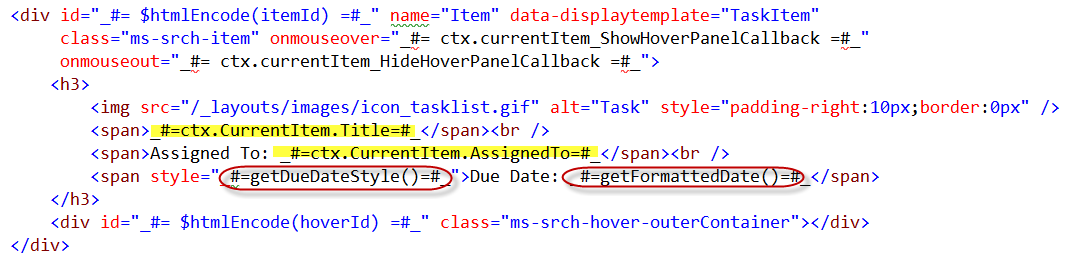 <div id="_#= $htmlEncode(itemId) =#_" name="Item" data-displaytemplate="TaskItem"
class="ms-srch-item" onmouseover="_#= ctx.currentItem_ShowHoverPanelCallback =#_"
onmouseout="_#= ctx.currentItem_HideHoverPanelCallback =#_">
<h3>
<img src="/_layouts/images/icon_tasklist.gif" alt="Task" style="padding-right:10px;border:0px" />
<span>_#=ctx.CurrentItem.Title=#_</span><br />
<span>Assigned To: _#=ctx.CurrentItem.AssignedTo=#_</span><br />
<span style="_#=getDueDateStyle()=#_">Due Date: _#=getFormattedDate()=#_</span>
</h3>
<div id="_#= $htmlEncode(hoverId) =#_" class="ms-srch-hover-outerContainer"></div>
</div>